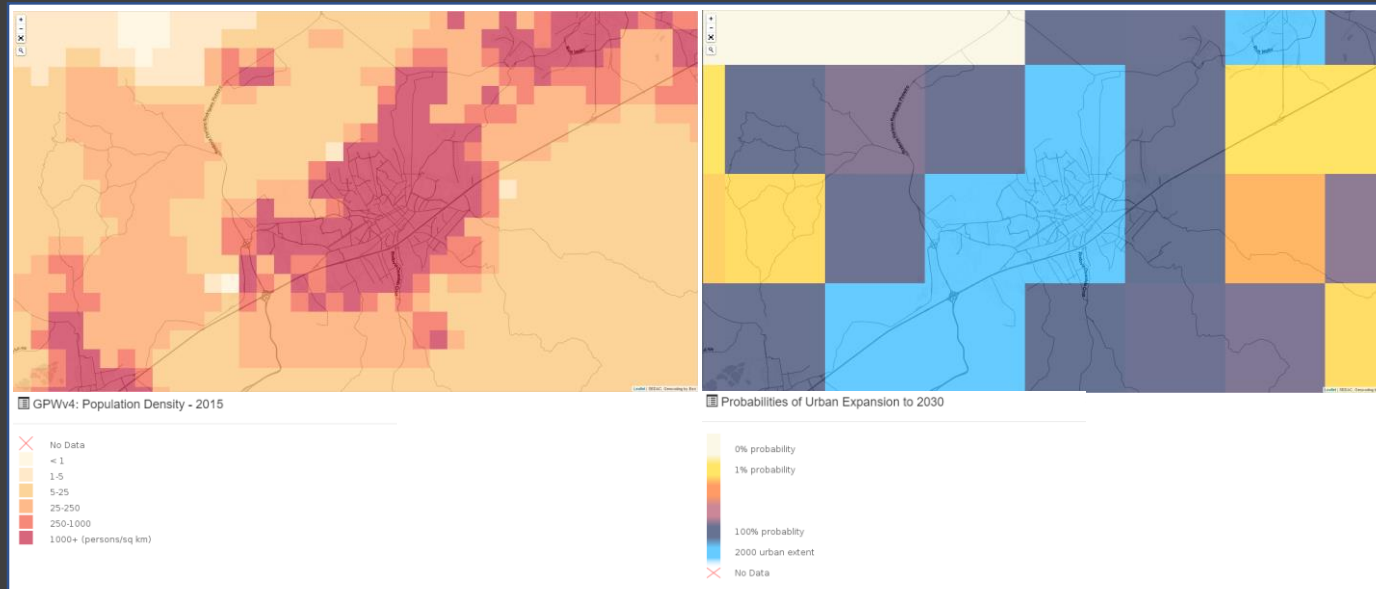 GPWv4: Population Density - 2015
No Data
< 1
1-5
5-25
25-250
250-1000
1000+ (persons/sq km)
Probabilities of Urban Expansion to 2030
0% probability
1% probability
100% probablity
2000 urban extent
No Data